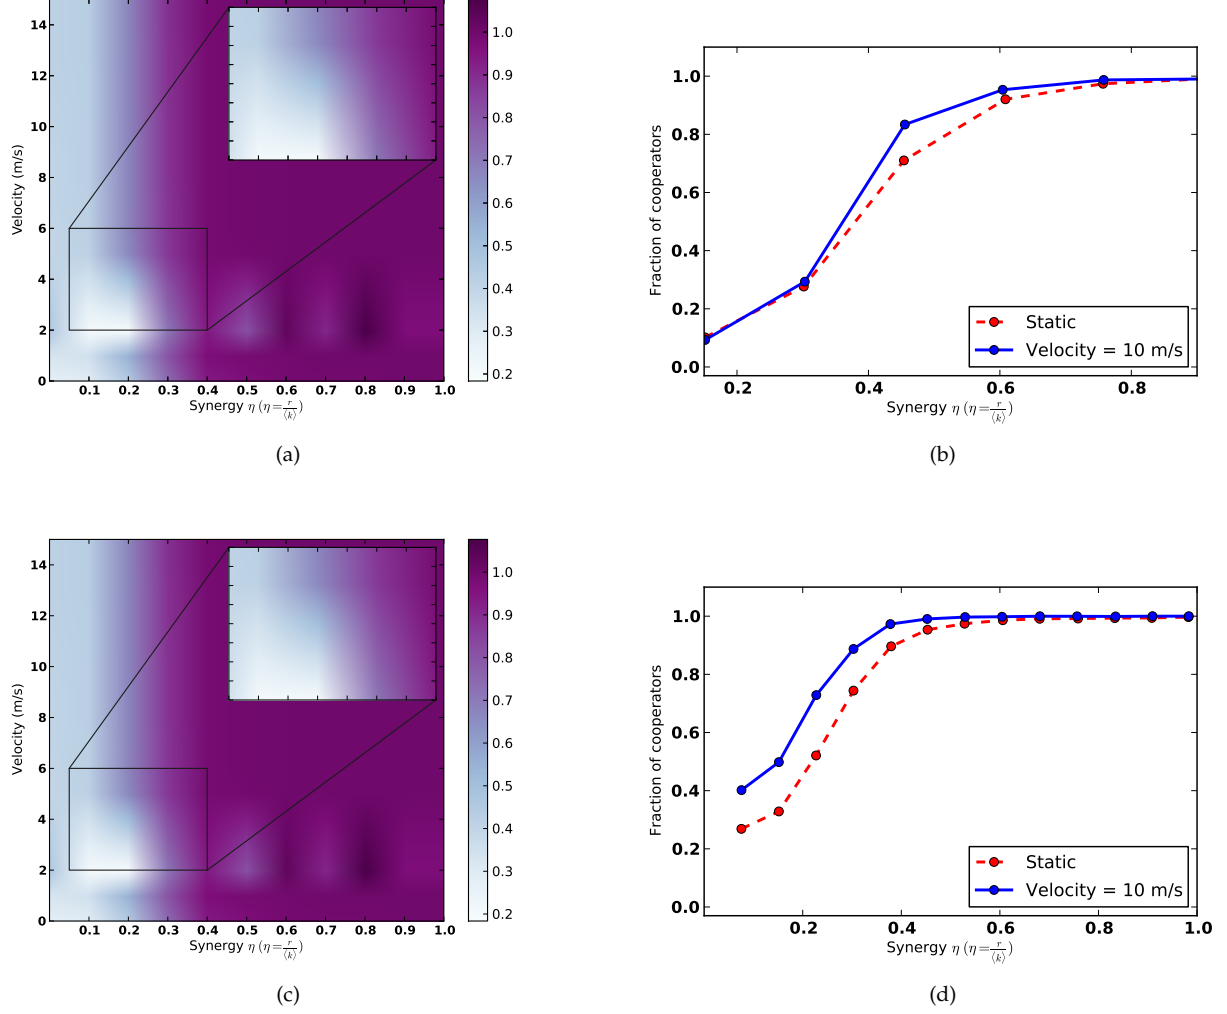 14
12
10
8
6
4
2
0
Velocity (m/s)
0.1 0.2 0.3 0.4 0.5 0.6 0.7 0.8 0.9 1.0
Synergy η (η=r/⟨k⟩)
1.0
0.9
0.8
0.7
0.6
0.5
0.4
0.3
0.2
(a)
1.0
0.8
0.6
0.4
0.2
0.0
Fraction of cooperators
Static
Velocity = 10 m/s
0.2 0.4 0.6 0.8
Synergy η (η=r/⟨k⟩)
(b)
14
12
10
8
6
4
2
0
Velocity (m/s)
0.1 0.2 0.3 0.4 0.5 0.6 0.7 0.8 0.9 1.0
Synergy η (η=r/⟨k⟩)
1.0
0.9
0.8
0.7
0.6
0.5
0.4
0.3
0.2
(c)
1.0
0.8
0.6
0.4
0.2
0.0
Fraction of cooperators
Static
Velocity = 10 m/s
0.2 0.4 0.6 0.8 1.0
Synergy η (η=r/⟨k⟩)
(d)